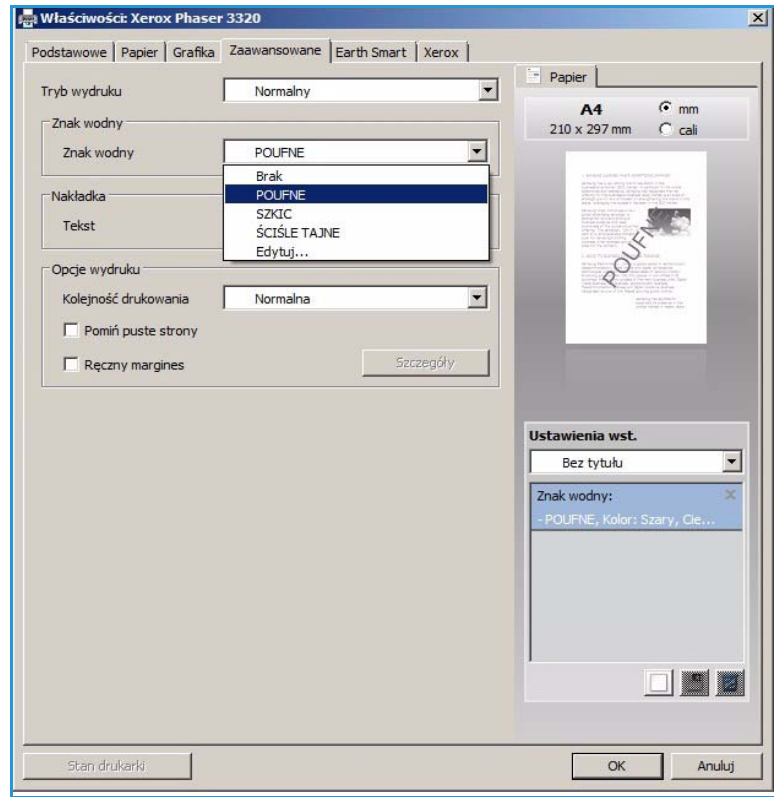 Właściwości: Xerox Phaser 3320
Podstawowe Papier Grafika Zaawansowane Earth Smart Xerox
Tryb wydruku Normalny
Znak wodny
Znak wodny POUFNE
Brak
POUFNE
SZKIC
ŚCIŚLE TAJNE
Edytuj...
Nakładka
Tekst
Opcje wydruku
Kolejność drukowania Normalna
Pomiń puste strony
Ręczny margines Szczegóły
Papier
A4 mm
210 x 297 mm cali
POUFN
Ustawienia wst.
Bez tytułu
Znak wodny:
- POUFNE, Kolor: Szary, Cie...
Stan drukarki OK Anuluj